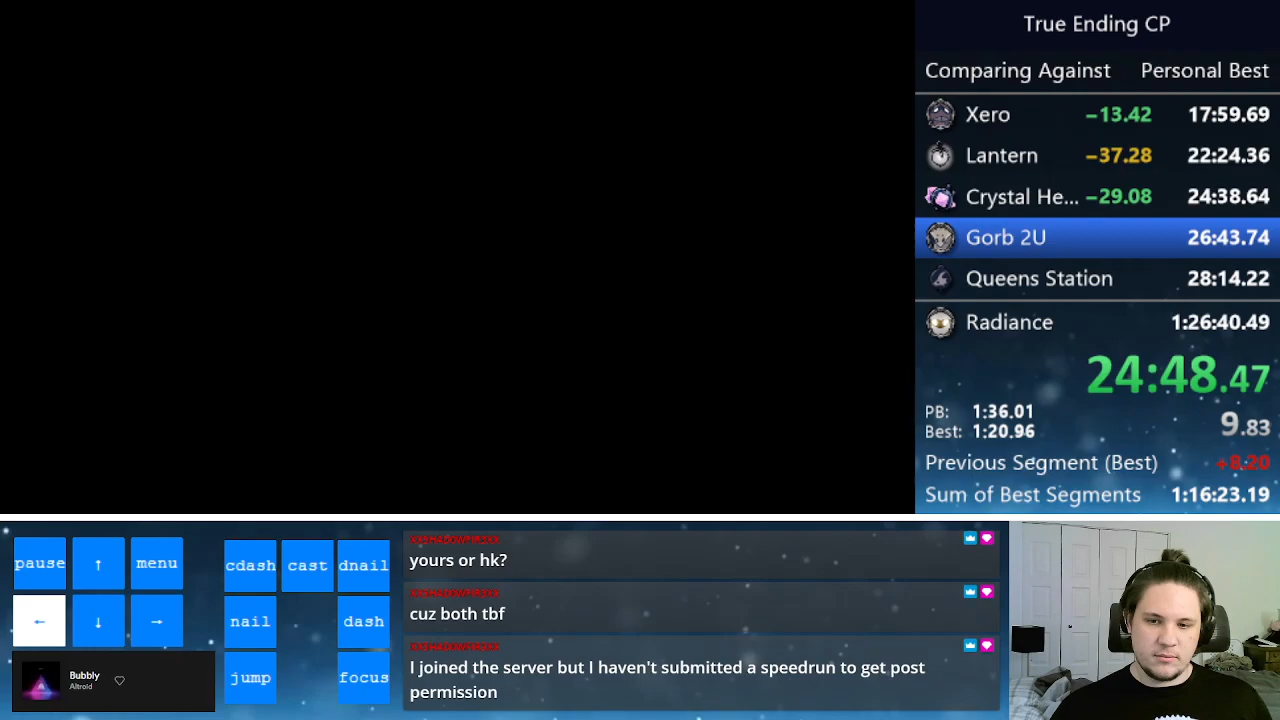 True Ending CP
Comparing Against Personal Best
Xero −13.42 17:59.69
Lantern −37.28 22:24.36
Crystal He... −29.08 24:38.64
Gorb 2U 26:43.74
Queens Station 28:14.22
Radiance 1:26:40.49
24:48.47
PB: 1:36.01
Best: 1:20.96
9.83
Previous Segment (Best) +8.20
Sum of Best Segments 1:16:23.19
pause ↑ menu
← ↓ →
cdash cast dnail
nail dash
jump focus
Bubbly
Altroid
yours or hk?
cuz both tbf
I joined the server but I haven't submitted a speedrun to get post
permission